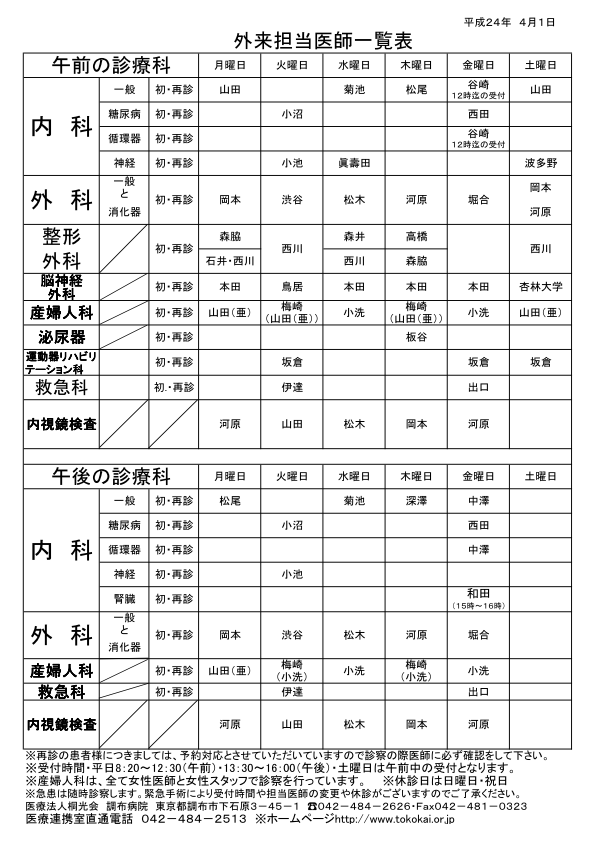 平成24年 4月1日
外来担当医師一覧表
午前の診療科 月曜日 火曜日 水曜日 木曜日 金曜日 土曜日
内 科 一般 初・再診 山田 菊池 松尾 谷崎 12時迄の受付 山田
糖尿病 初・再診 小沼 西田
循環器 初・再診 谷崎 12時迄の受付
神経 初・再診 小池 眞壽田 波多野
外 科 一般と消化器 初・再診 岡本 渋谷 松木 河原 堀合 岡本 河原
整形外科 初・再診 森脇 石井・西川 西川 森井 西川 高橋 森脇 西川
脳神経外科 初・再診 本田 鳥居 本田 本田 本田 杏林大学
産婦人科 初・再診 山田(亜) 梅崎(山田(亜)) 小洗 梅崎(山田(亜)) 小洗 山田(亜)
泌尿器 初・再診 板谷
運動器リハビリテーション科 初・再診 坂倉 坂倉 坂倉
救急科 初.・再診 伊達 出口
内視鏡検査 河原 山田 松木 岡本 河原
午後の診療科 月曜日 火曜日 水曜日 木曜日 金曜日 土曜日
内 科 一般 初・再診 松尾 菊池 深澤 中澤
糖尿病 初・再診 小沼 西田
循環器 初・再診 中澤
神経 初・再診 小池
腎臓 初・再診 和田 (15時～16時)
外 科 一般と消化器 初・再診 岡本 渋谷 松木 河原 堀合
産婦人科 初・再診 山田(亜) 梅崎(小洗) 小洗 梅崎(小洗) 小洗
救急科 初・再診 伊達 出口
内視鏡検査 河原 山田 松木 岡本 河原
※再診の患者様につきましては、予約対応とさせていただいていますので診察の際医師に必ず確認をして下さい。
※受付時間・平日8:20～12:30(午前)・13:30～16:00(午後)・土曜日は午前中の受付となります。
※産婦人科は、全て女性医師と女性スタッフで診察を行っています。 ※休診日は日曜日・祝日
※急患は随時診察します。緊急手術により受付時間や担当医師の変更や休診がございますのでご了承ください。
医療法人桐光会 調布病院 東京都調布市下石原3－45－1 ☎042－484－2626・Fax042－481－0323
医療連携室直通電話 042－484－2513 ※ホームページhttp://www.tokokai.or.jp